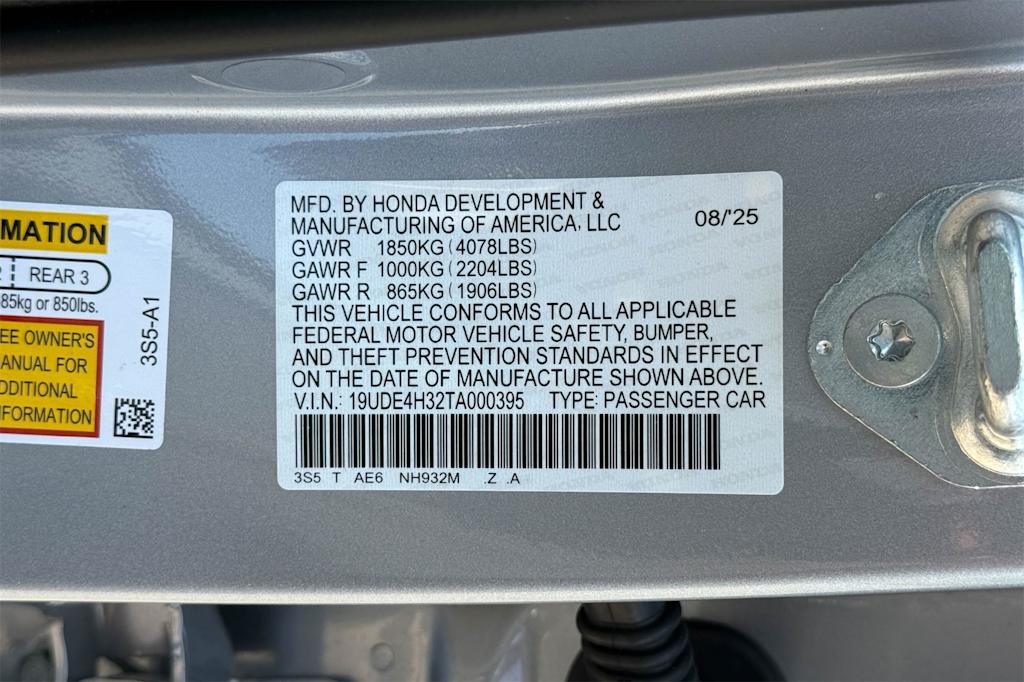 MATION
REAR 3
85kg or 850lbs.
EE OWNER'S
ANUAL FOR
DDITIONAL
NFORMATION
3S5-A1
MFD. BY HONDA DEVELOPMENT &
MANUFACTURING OF AMERICA, LLC 08/'25
GVWR 1850KG (4078LBS)
GAWR F 1000KG (2204LBS)
GAWR R 865KG (1906LBS)
THIS VEHICLE CONFORMS TO ALL APPLICABLE
FEDERAL MOTOR VEHICLE SAFETY, BUMPER,
AND THEFT PREVENTION STANDARDS IN EFFECT
ON THE DATE OF MANUFACTURE SHOWN ABOVE.
V.I.N.: 19UDE4H32TA000395 TYPE: PASSENGER CAR
3S5 T AE6 NH932M .Z .A